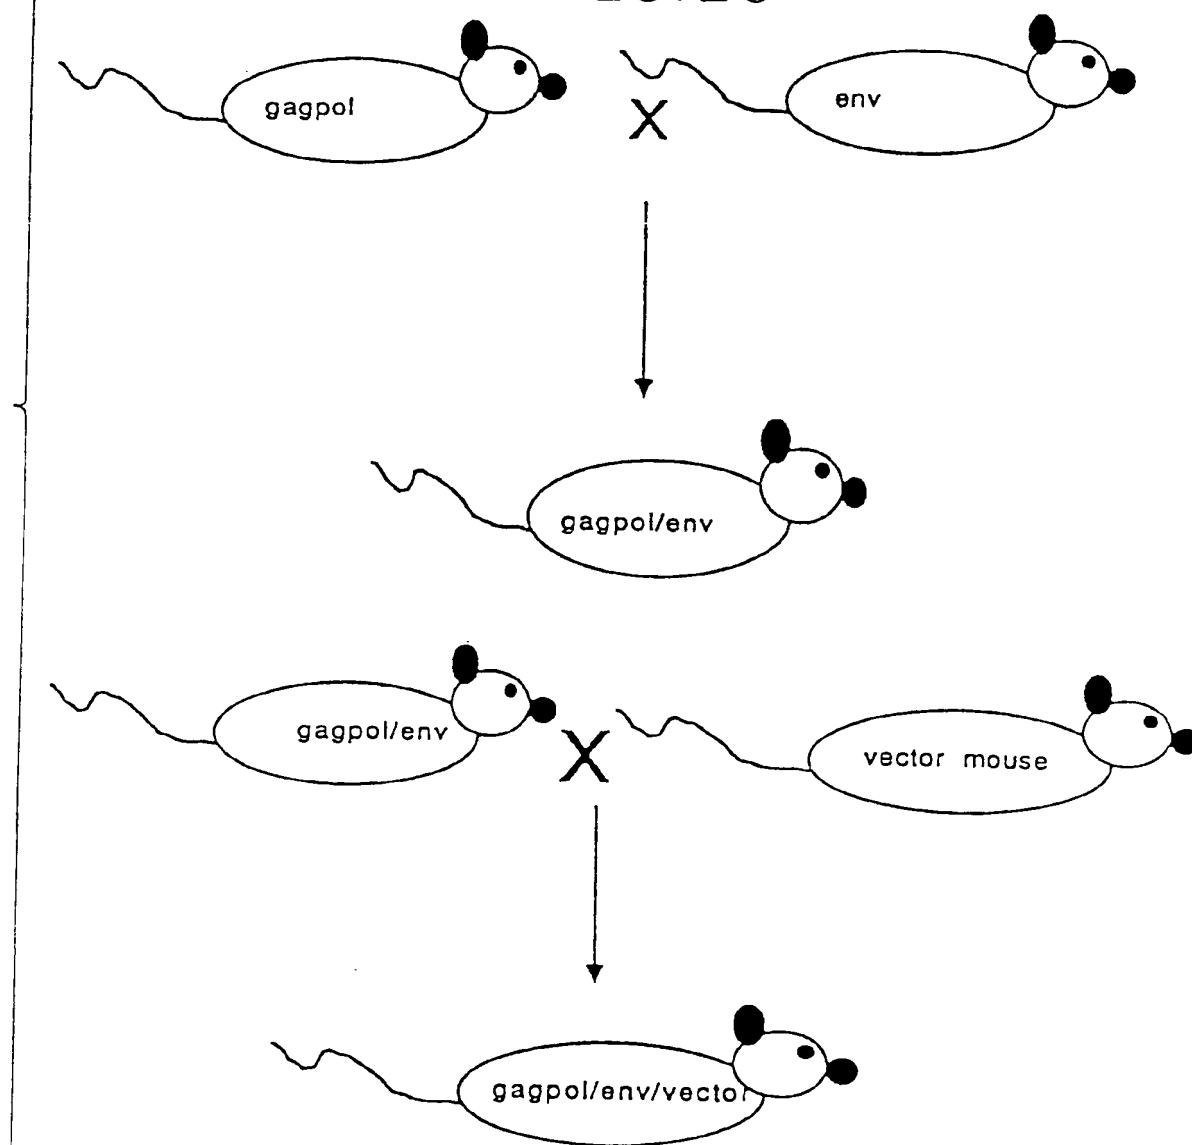 gagpol
X
env
gagpol/env
gagpol/env
X
vector mouse
gagpol/env/vector